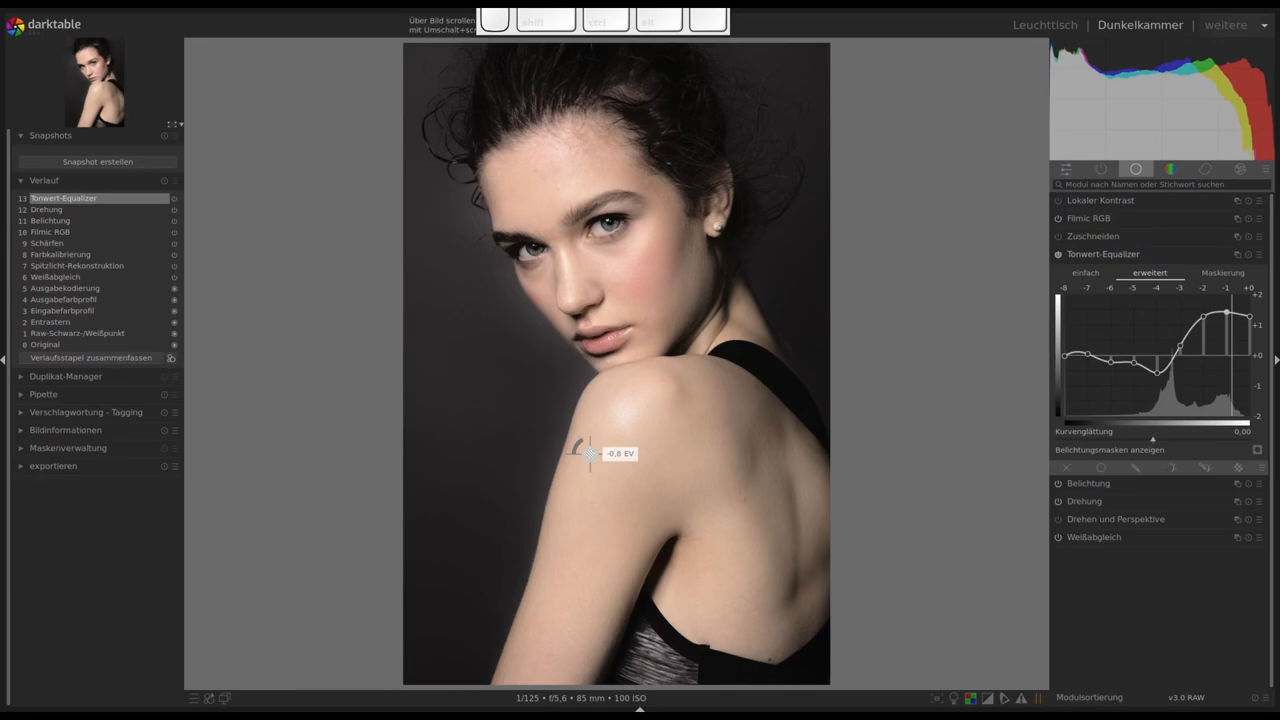 darktable
Über Bild scrollen
mit Umschalt+sc
shift ctrl alt
Leuchttisch | Dunkelkammer | weitere
Snapshots
Snapshot erstellen
Verlauf
13 Tonwert-Equalizer
12 Drehung
11 Belichtung
10 Filmic RGB
9 Schärfen
8 Farbkalibrierung
7 Spitzlicht-Rekonstruktion
6 Weißabgleich
5 Ausgabekodierung
4 Ausgabefarbprofil
3 Eingabefarbprofil
2 Entrastern
1 Raw-Schwarz-/Weißpunkt
0 Original
Verlaufsstapel zusammenfassen
Duplikat-Manager
Pipette
Verschlagwortung - Tagging
Bildinformationen
Maskenverwaltung
exportieren
-0,8 EV
1/125 • f/5,6 • 85 mm • 100 ISO
Modul nach Namen oder Stichwort suchen
Lokaler Kontrast
Filmic RGB
Zuschneiden
Tonwert-Equalizer
einfach erweitert Maskierung
-8 -7 -6 -5 -4 -3 -2 -1 +0
+2
+1
+0
-1
-2
Kurvenglättung 0,00
Belichtungsmasken anzeigen
Belichtung
Drehung
Drehen und Perspektive
Weißabgleich
Modulsortierung v3.0 RAW